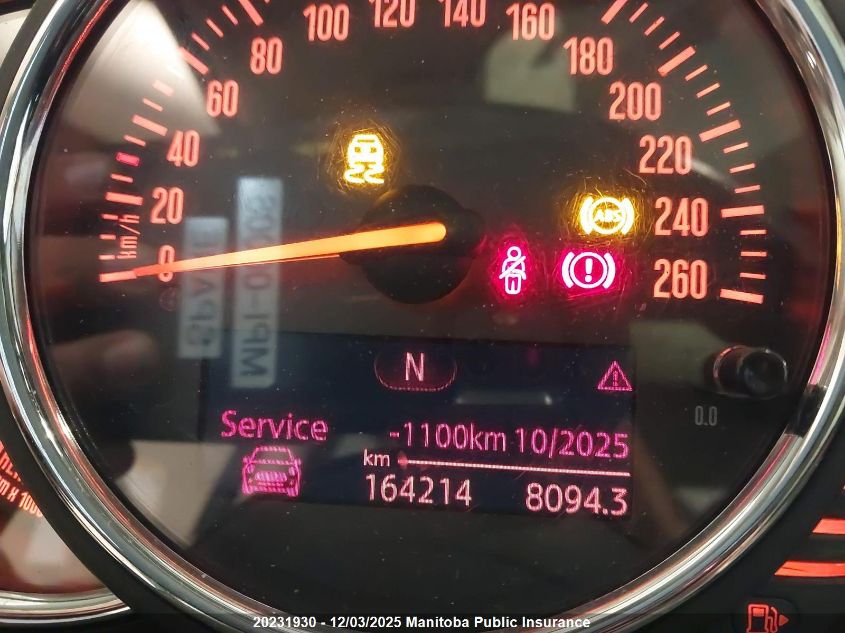 100 120 140 160
80 180
60 200
40 220
20 240
0 260
km/h
ABS
N
0.0
Service -1100km 10/2025
km
164214 8094.3
20231930 - 12/03/2025 Manitoba Public Insurance